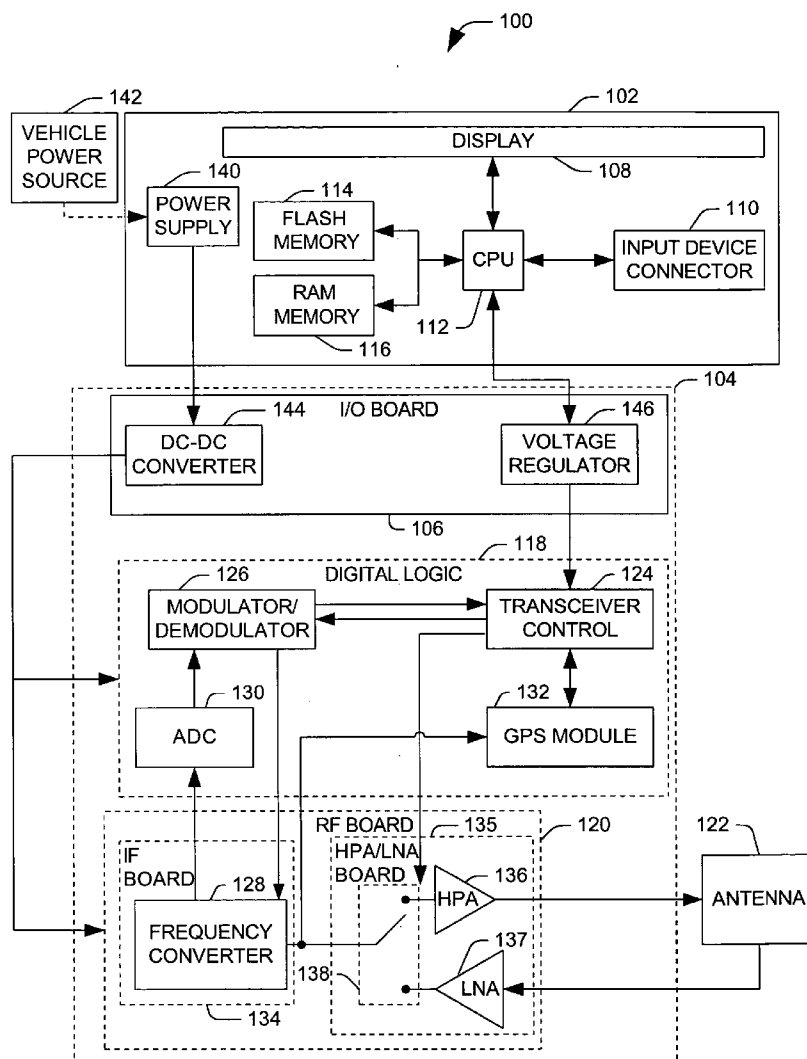 100
142
102
VEHICLE
POWER
SOURCE
DISPLAY
108
140
POWER
SUPPLY
114
FLASH
MEMORY
110
CPU
INPUT DEVICE
CONNECTOR
RAM
MEMORY
112
116
104
144
I/O BOARD
146
DC-DC
CONVERTER
VOLTAGE
REGULATOR
106
118
126
DIGITAL LOGIC
124
MODULATOR/
DEMODULATOR
TRANSCEIVER
CONTROL
130
132
ADC
GPS MODULE
RF BOARD
135
120
122
IF
BOARD
HPA/LNA
BOARD
128
136
HPA
ANTENNA
FREQUENCY
CONVERTER
137
138
LNA
134